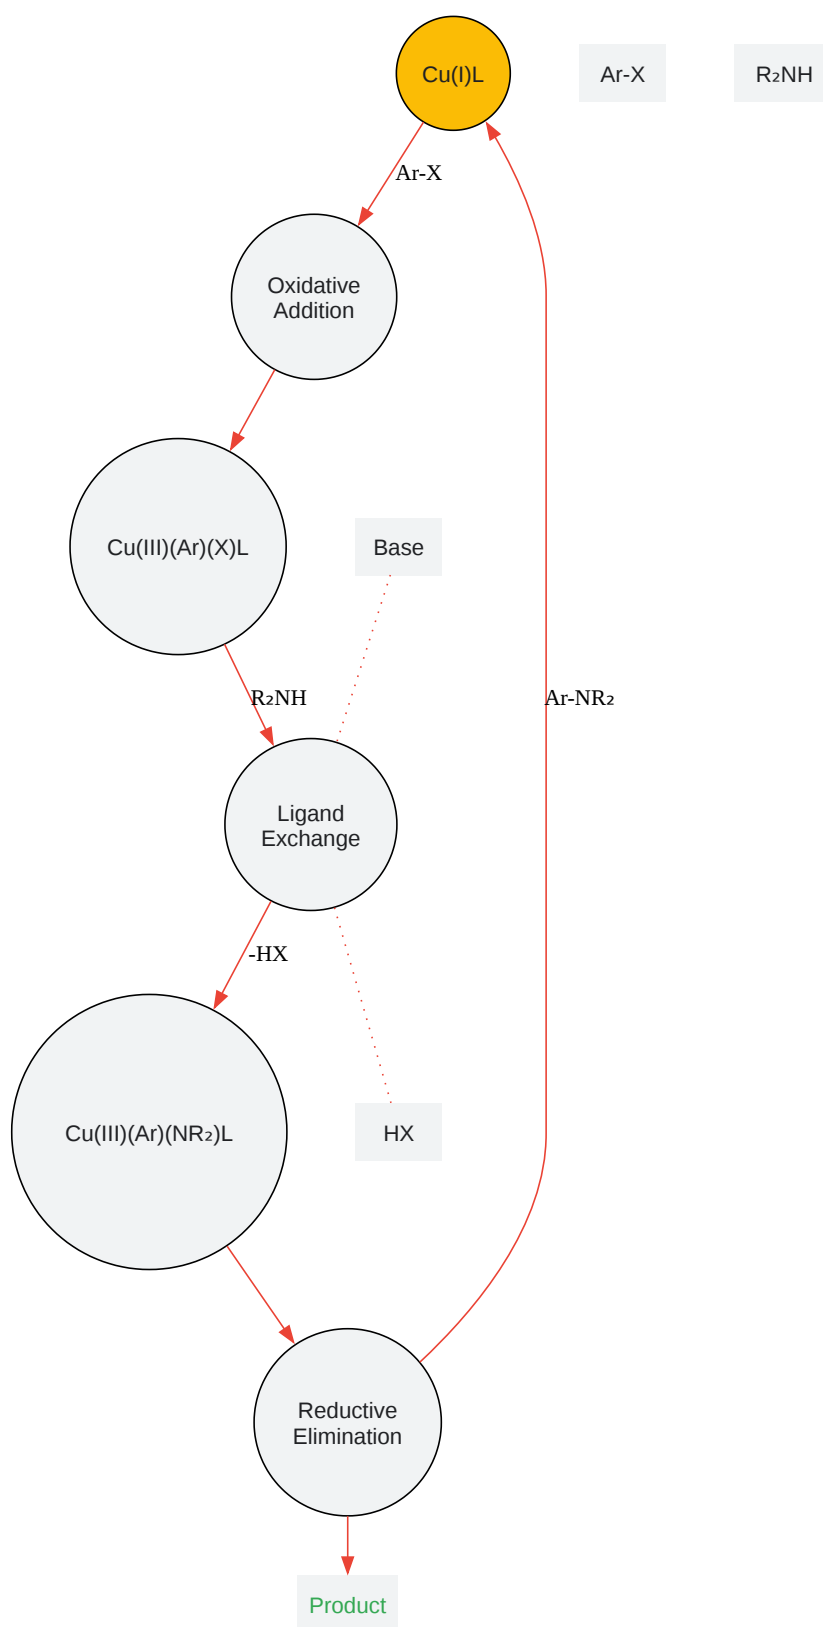 Cu(I)L
Ar-X
R₂NH
Ar-X
Oxidative
Addition
Cu(III)(Ar)(X)L
Base
R₂NH
Ar-NR₂
Ligand
Exchange
-HX
Cu(III)(Ar)(NR₂)L
HX
Reductive
Elimination
Product